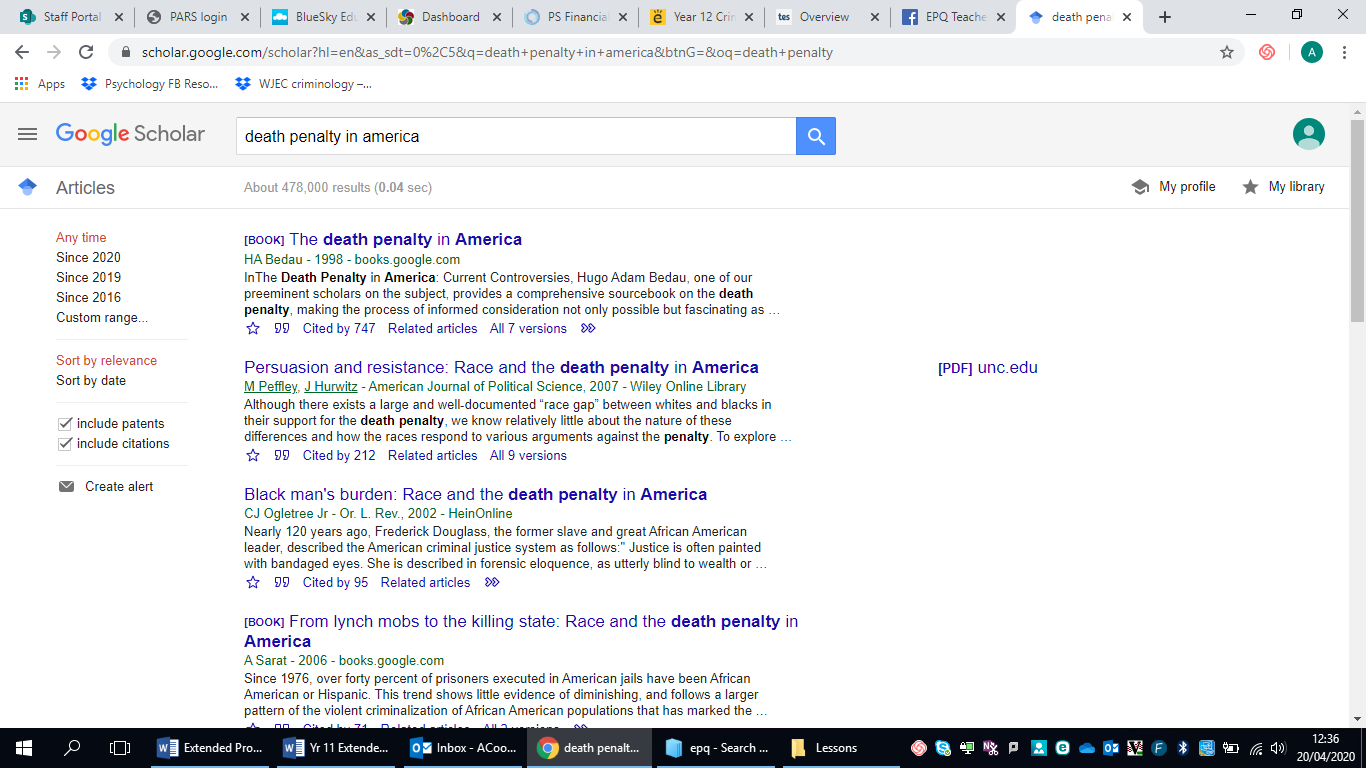 Staff Portal
PARS login
BlueSky Edu
Dashboard
PS Financial
Year 12 Crim
tes Overview
EPQ Teache
death pena
scholar.google.com/scholar?hl=en&as_sdt=0%2C5&q=death+penalty+in+america&btnG=&oq=death+penalty
A
Apps
Psychology FB Reso...
WJEC criminology –...
Google Scholar
death penalty in america
Articles
About 478,000 results (0.04 sec)
My profile
My library
Any time
Since 2020
Since 2019
Since 2016
Custom range...
Sort by relevance
Sort by date
include patents
include citations
Create alert
[BOOK] The death penalty in America
HA Bedau - 1998 - books.google.com
InThe Death Penalty in America: Current Controversies, Hugo Adam Bedau, one of our
preeminent scholars on the subject, provides a comprehensive sourcebook on the death
penalty, making the process of informed consideration not only possible but fascinating as …
Cited by 747 Related articles All 7 versions
Persuasion and resistance: Race and the death penalty in America
[PDF] unc.edu
M Peffley, J Hurwitz - American Journal of Political Science, 2007 - Wiley Online Library
Although there exists a large and well-documented “race gap” between whites and blacks in
their support for the death penalty, we know relatively little about the nature of these
differences and how the races respond to various arguments against the penalty. To explore …
Cited by 212 Related articles All 9 versions
Black man's burden: Race and the death penalty in America
CJ Ogletree Jr - Or. L. Rev., 2002 - HeinOnline
Nearly 120 years ago, Frederick Douglass, the former slave and great African American
leader, described the American criminal justice system as follows:" Justice is often painted
with bandaged eyes. She is described in forensic eloquence, as utterly blind to wealth or …
Cited by 95 Related articles
[BOOK] From lynch mobs to the killing state: Race and the death penalty in
America
A Sarat - 2006 - books.google.com
Since 1976, over forty percent of prisoners executed in American jails have been African
American or Hispanic. This trend shows little evidence of diminishing, and follows a larger
pattern of the violent criminalization of African American populations that has marked the …
Cited by 71 Related articles All 2 versions
Extended Pro...
Yr 11 Extende...
Inbox - ACoo...
death penalt...
epq - Search ...
Lessons
12:36
20/04/2020